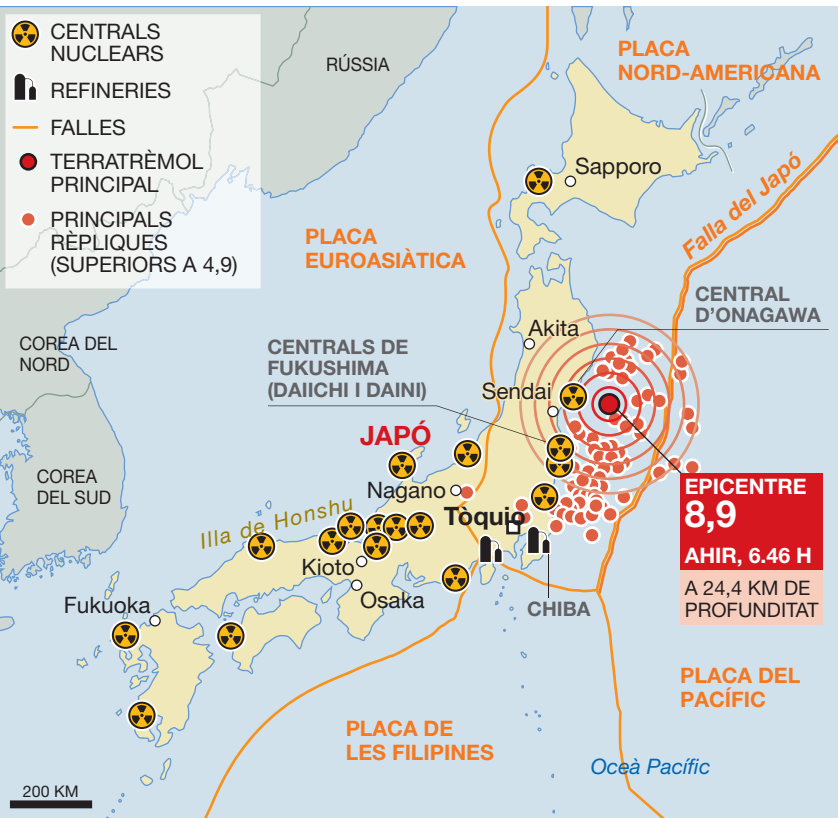 CENTRALS
NUCLEARS
REFINERIES
FALLES
TERRATRÈMOL
PRINCIPAL
PRINCIPALS
RÈPLIQUES
(SUPERIORS A 4,9)
RÚSSIA
PLACA
NORD-AMERICANA
Sapporo
Falla del Japó
PLACA
EUROASIÀTICA
CENTRAL
D'ONAGAWA
COREA DEL
NORD
Akita
CENTRALS DE
FUKUSHIMA
(DAIICHI I DAINI)
Sendai
JAPÓ
COREA
DEL SUD
Nagano
EPICENTRE
8,9
AHIR, 6.46 H
A 24,4 KM DE
PROFUNDITAT
Illa de Honshu
Tòquio
Kioto
Osaka
CHIBA
Fukuoka
PLACA DEL
PACÍFIC
PLACA DE
LES FILIPINES
Oceà Pacífic
200 KM